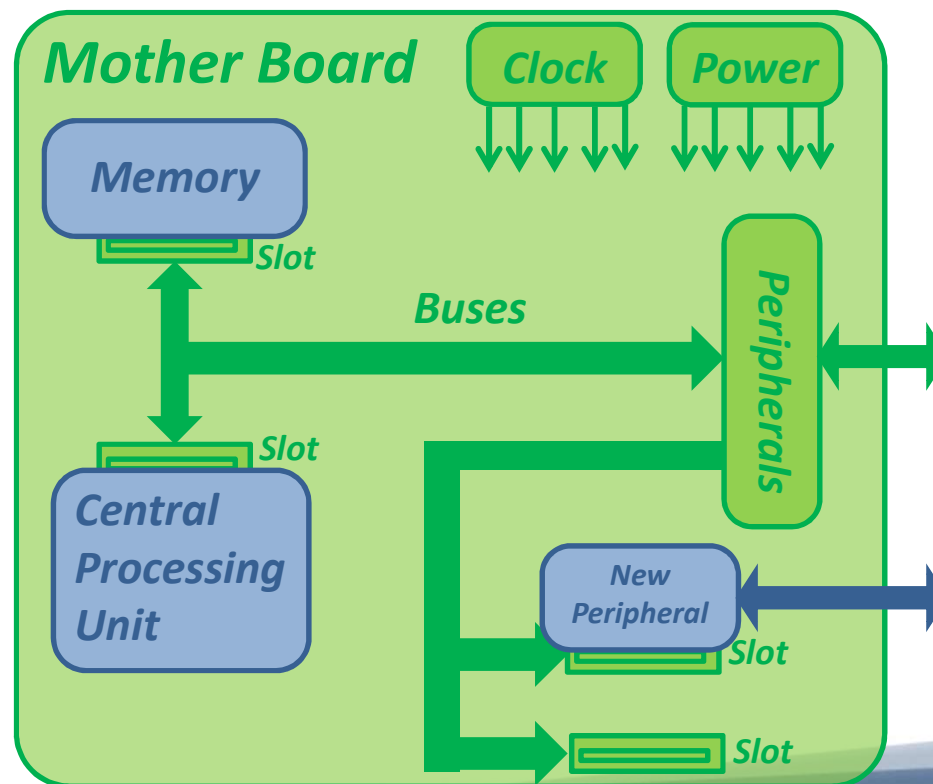 Mother Board
Clock
Power
Memory
Slot
Buses
Peripherals
Slot
Central
Processing
Unit
New
Peripheral
Slot
Slot